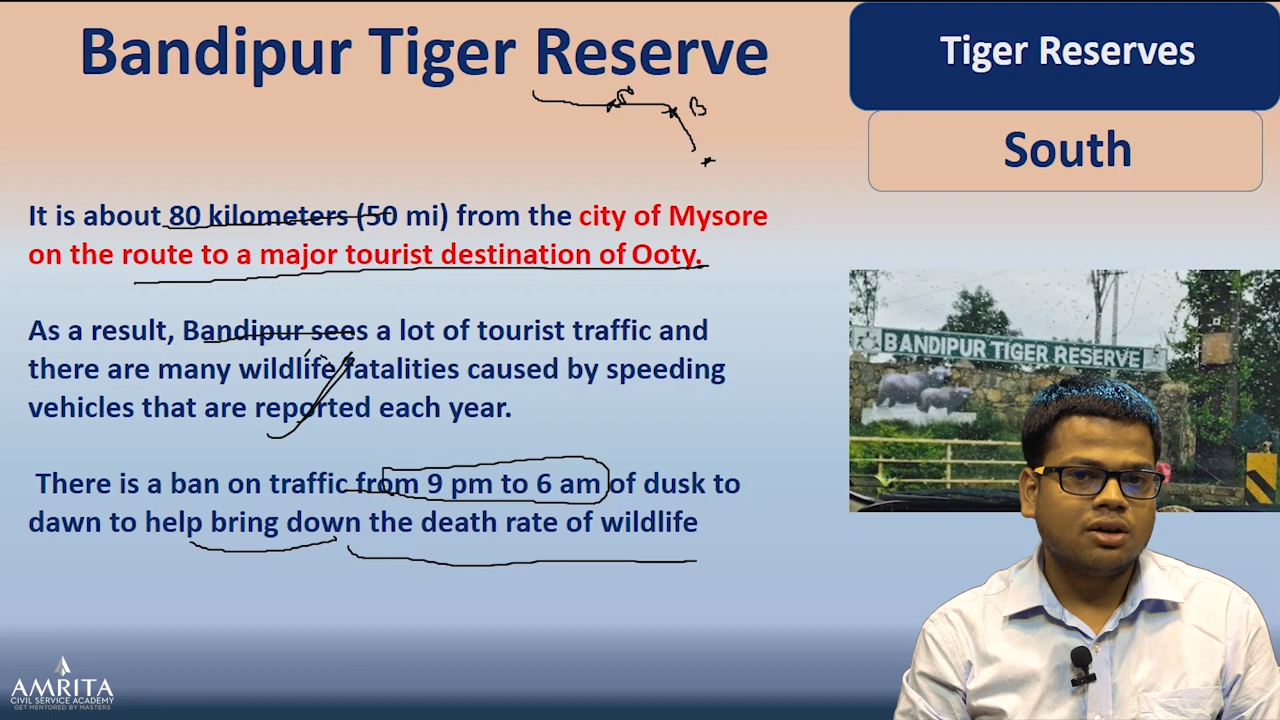 Bandipur Tiger Reserve
Tiger Reserves
South
B
It is about 80 kilometers (50 mi) from the city of Mysore
on the route to a major tourist destination of Ooty.
As a result, Bandipur sees a lot of tourist traffic and
there are many wildlife fatalities caused by speeding
vehicles that are reported each year.
There is a ban on traffic from 9 pm to 6 am of dusk to
dawn to help bring down the death rate of wildlife
BANDIPUR TIGER RESERVE
AMRITA
CIVIL SERVICE ACADEMY
GET MENTORED BY MASTERS